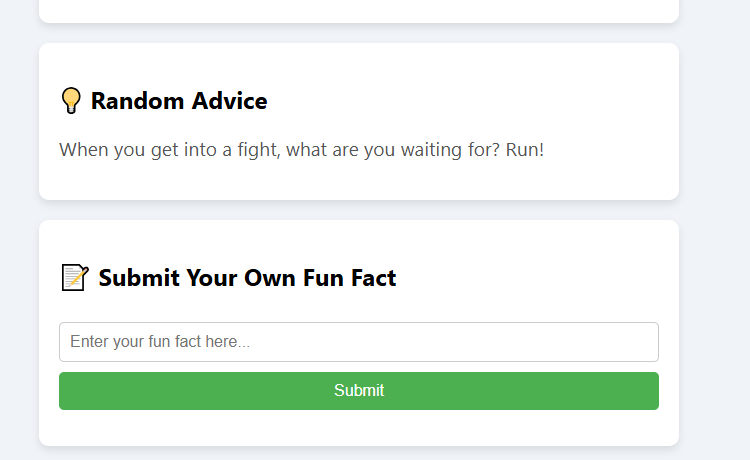 Random Advice
When you get into a fight, what are you waiting for? Run!
Submit Your Own Fun Fact
Enter your fun fact here...
Submit